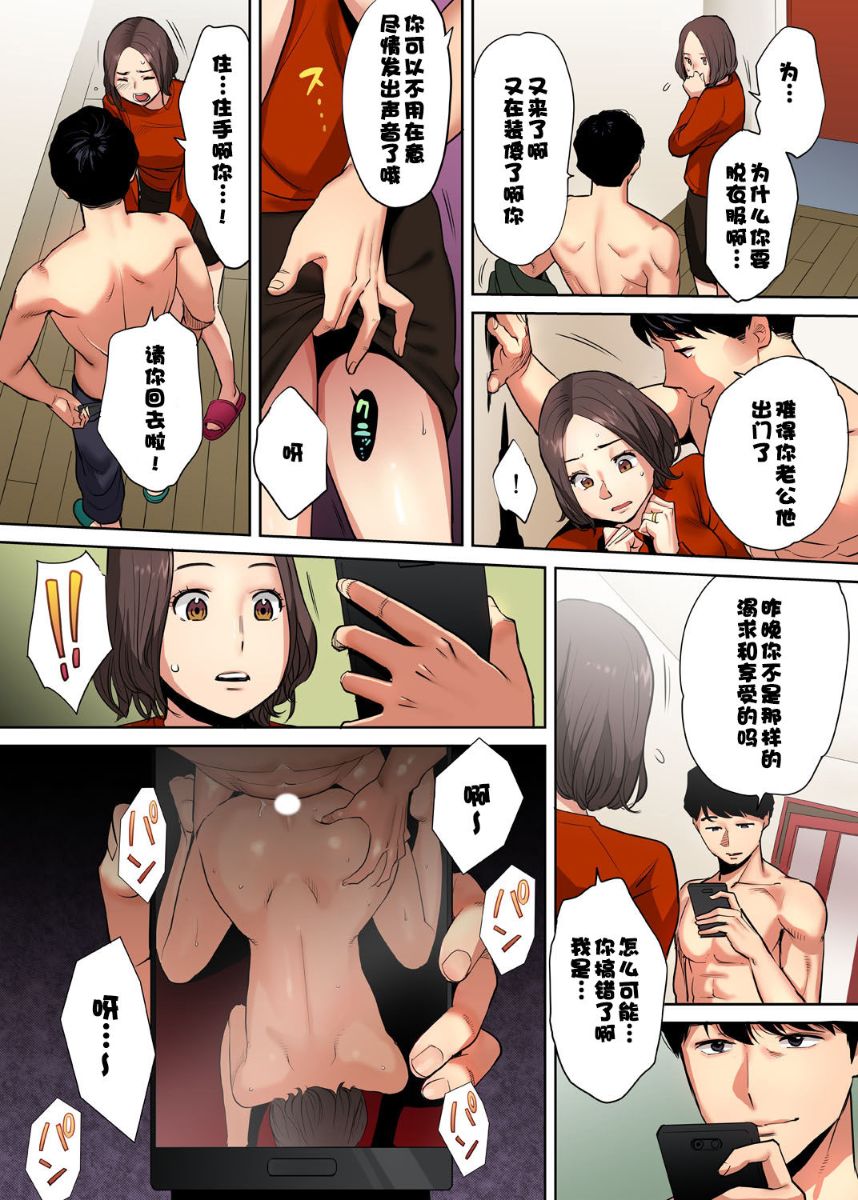 为…
为什么你要
脱衣服啊…
又来了啊
又在装傻了啊你
你可以不用在意
尽情发出声音了哦
ス…
クニッ…
呀
住…
住手啊你…!
请你回去啦!
难得你老公他
出门了
!
昨晚你不是那样的
渴求和享受的吗
怎么可能…
你搞错了啊
我是…
!!
啊～
パン
パン
パン
呀…～
パン